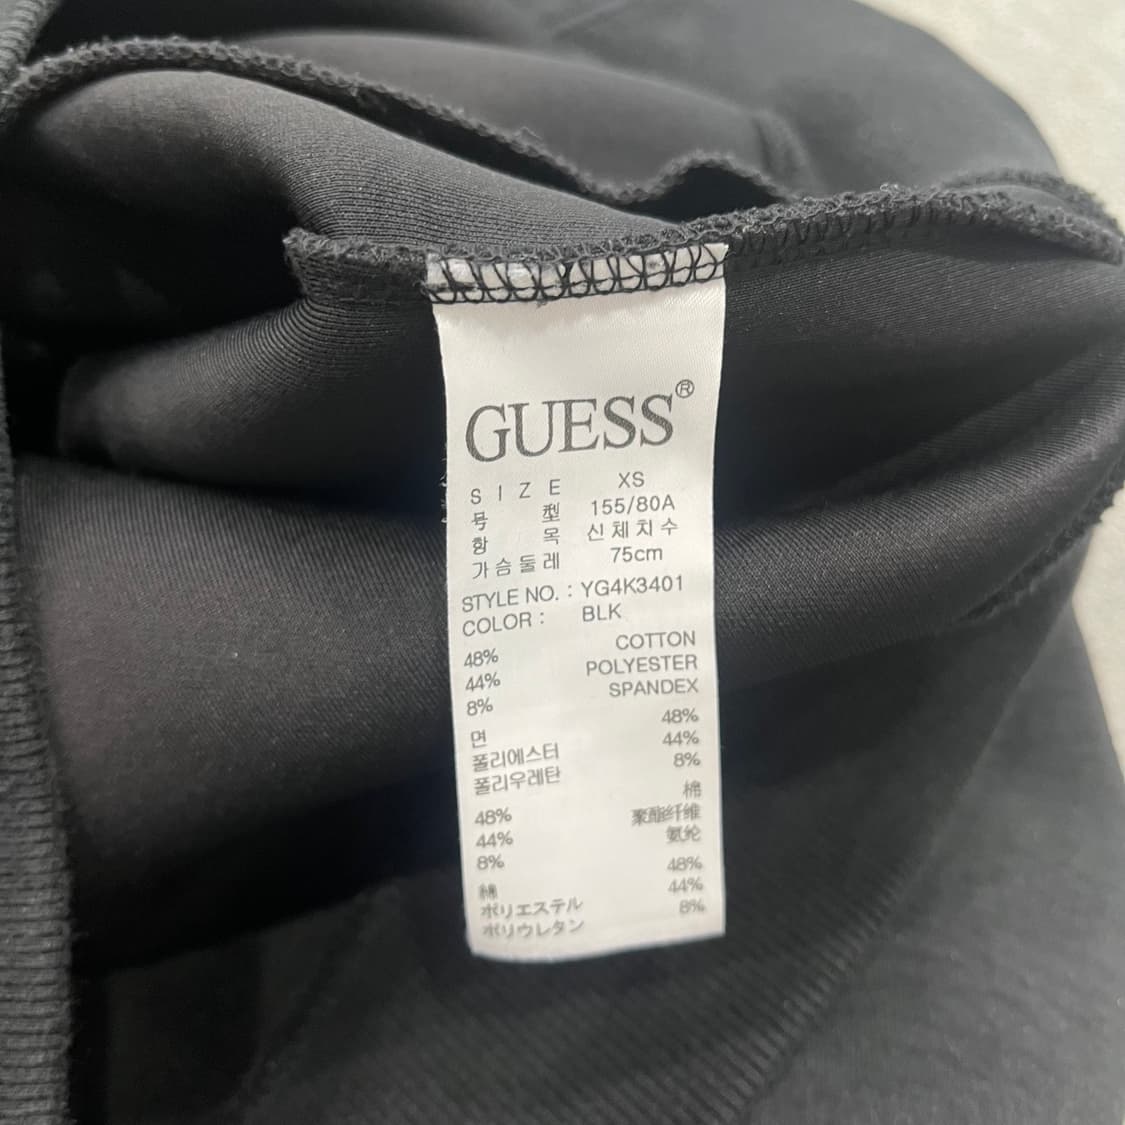 GUESS®
SIZE XS
号型 155/80A
항목 신체치수
가슴둘레 75cm
STYLE NO. : YG4K3401
COLOR : BLK
48% COTTON
44% POLYESTER
8% SPANDEX
면 48%
폴리에스터 44%
폴리우레탄 8%
48% 棉
44% 聚酯纤维
8% 氨纶
綿 48%
ポリエステル 44%
ポリウレタン 8%